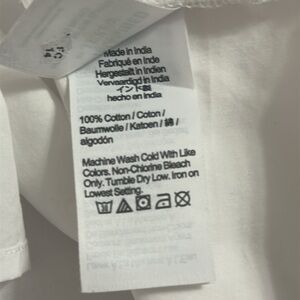 FC
14
Made in India
Fabriqué en Inde
Hergestellt in Indien
Vervaardigd in India
インド製
hecho en India
100% Cotton / Coton /
Baumwolle / Katoen / 綿 /
algodón
Machine Wash Cold With Like
Colors. Non-Chlorine Bleach
Only. Tumble Dry Low. Iron on
Lowest Setting.